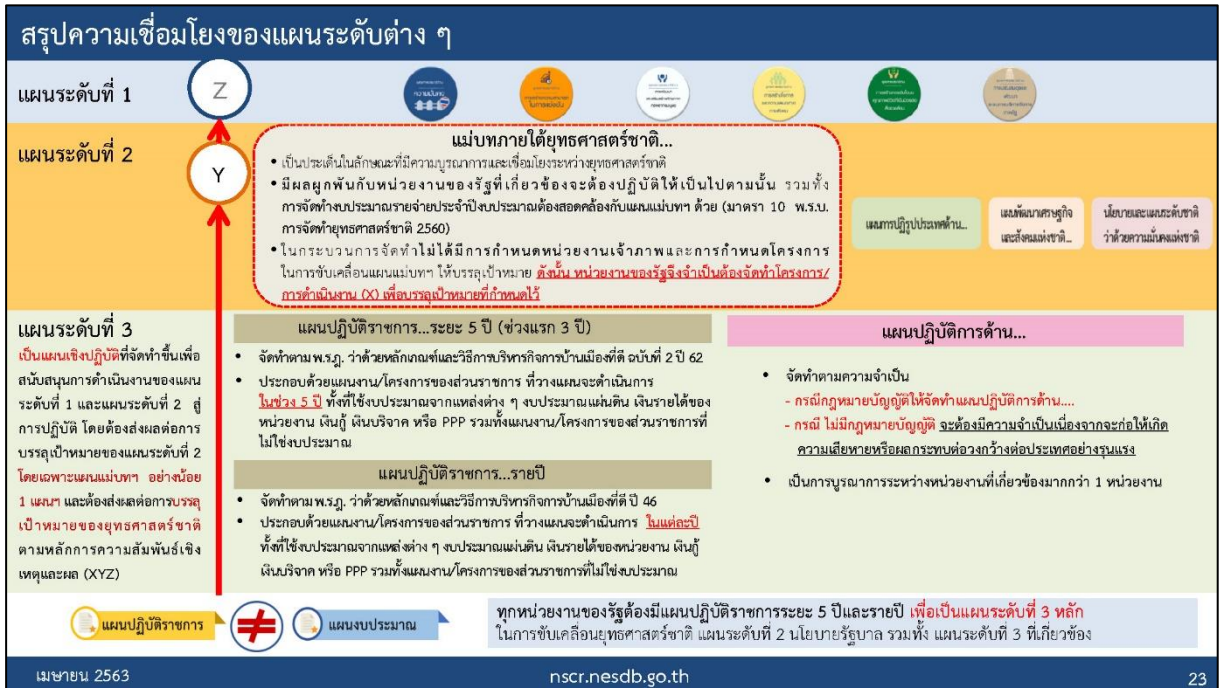 สรุปความเชื่อมโยงของแผนระดับต่าง ๆ
แผนระดับที่ 1
Z
ความมั่นคง
แผนระดับที่ 2
Y
แม่บทภายใต้ยุทธศาสตร์ชาติ...
• เป็นประเด็นในลักษณะที่มีความบูรณาการและเชื่อมโยงระหว่างยุทธศาสตร์ชาติ
• มีผลผูกพันกับหน่วยงานของรัฐที่เกี่ยวข้องจะต้องปฏิบัติให้เป็นไปตามนั้น รวมทั้ง
การจัดทำงบประมาณรายจ่ายประจำปีงบประมาณต้องสอดคล้องกับแผนแม่บทฯ ด้วย (มาตรา 10 พ.ร.บ.
การจัดทำยุทธศาสตร์ชาติ 2560)
• ในกระบวนการจัดทำไม่ได้มีการกำหนดหน่วยงานเจ้าภาพและการกำหนดโครงการ
ในการขับเคลื่อนแผนแม่บทฯ ให้บรรลุเป้าหมาย ดังนั้น หน่วยงานของรัฐจึงจำเป็นต้องจัดทำโครงการ/
การดำเนินงาน (X) เพื่อบรรลุเป้าหมายที่กำหนดไว้
แผนการปฏิรูปประเทศด้าน...
แผนพัฒนาเศรษฐกิจ
และสังคมแห่งชาติ...
นโยบายและแผนระดับชาติ
ว่าด้วยความมั่นคงแห่งชาติ
แผนระดับที่ 3
เป็นแผนเชิงปฏิบัติที่จัดทำขึ้นเพื่อ
สนับสนุนการดำเนินงานของแผน
ระดับที่ 1 และแผนระดับที่ 2 สู่
การปฏิบัติ โดยต้องส่งผลต่อการ
บรรลุเป้าหมายของแผนระดับที่ 2
โดยเฉพาะแผนแม่บทฯ อย่างน้อย
1 แผนฯ และต้องส่งผลต่อการบรรลุ
เป้าหมายของยุทธศาสตร์ชาติ
ตามหลักการความสัมพันธ์เชิง
เหตุและผล (XYZ)
แผนปฏิบัติราชการ...ระยะ 5 ปี (ช่วงแรก 3 ปี)
• จัดทำตาม พ.ร.ฎ. ว่าด้วยหลักเกณฑ์และวิธีการบริหารกิจการบ้านเมืองที่ดี ฉบับที่ 2 ปี 62
• ประกอบด้วยแผนงาน/โครงการของส่วนราชการ ที่วางแผนจะดำเนินการ
ในช่วง 5 ปี ทั้งที่ใช้งบประมาณจากแหล่งต่าง ๆ งบประมาณแผ่นดิน เงินรายได้ของ
หน่วยงาน เงินกู้ เงินบริจาค หรือ PPP รวมทั้งแผนงาน/โครงการของส่วนราชการที่
ไม่ใช่งบประมาณ
แผนปฏิบัติราชการ...รายปี
• จัดทำตาม พ.ร.ฎ. ว่าด้วยหลักเกณฑ์และวิธีการบริหารกิจการบ้านเมืองที่ดี ปี 46
• ประกอบด้วยแผนงาน/โครงการของส่วนราชการ ที่วางแผนจะดำเนินการ ในแต่ละปี
ทั้งที่ใช้งบประมาณจากแหล่งต่าง ๆ งบประมาณแผ่นดิน เงินรายได้ของหน่วยงาน เงินกู้
เงินบริจาค หรือ PPP รวมทั้งแผนงาน/โครงการของส่วนราชการที่ไม่ใช่งบประมาณ
แผนปฏิบัติการด้าน...
• จัดทำตามความจำเป็น
- กรณีกฎหมายบัญญัติให้จัดทำแผนปฏิบัติการด้าน....
- กรณี ไม่มีกฎหมายบัญญัติ จะต้องมีความจำเป็นเนื่องจากจะก่อให้เกิด
ความเสียหายหรือผลกระทบต่อวงกว้างต่อประเทศอย่างรุนแรง
• เป็นการบูรณาการระหว่างหน่วยงานที่เกี่ยวข้องมากกว่า 1 หน่วยงาน
แผนปฏิบัติราชการ
≠
แผนงบประมาณ
ทุกหน่วยงานของรัฐต้องมีแผนปฏิบัติราชการระยะ 5 ปีและรายปี เพื่อเป็นแผนระดับที่ 3 หลัก
ในการขับเคลื่อนยุทธศาสตร์ชาติ แผนระดับที่ 2 นโยบายรัฐบาล รวมทั้ง แผนระดับที่ 3 ที่เกี่ยวข้อง
เมษายน 2563
nscr.nesdb.go.th
23